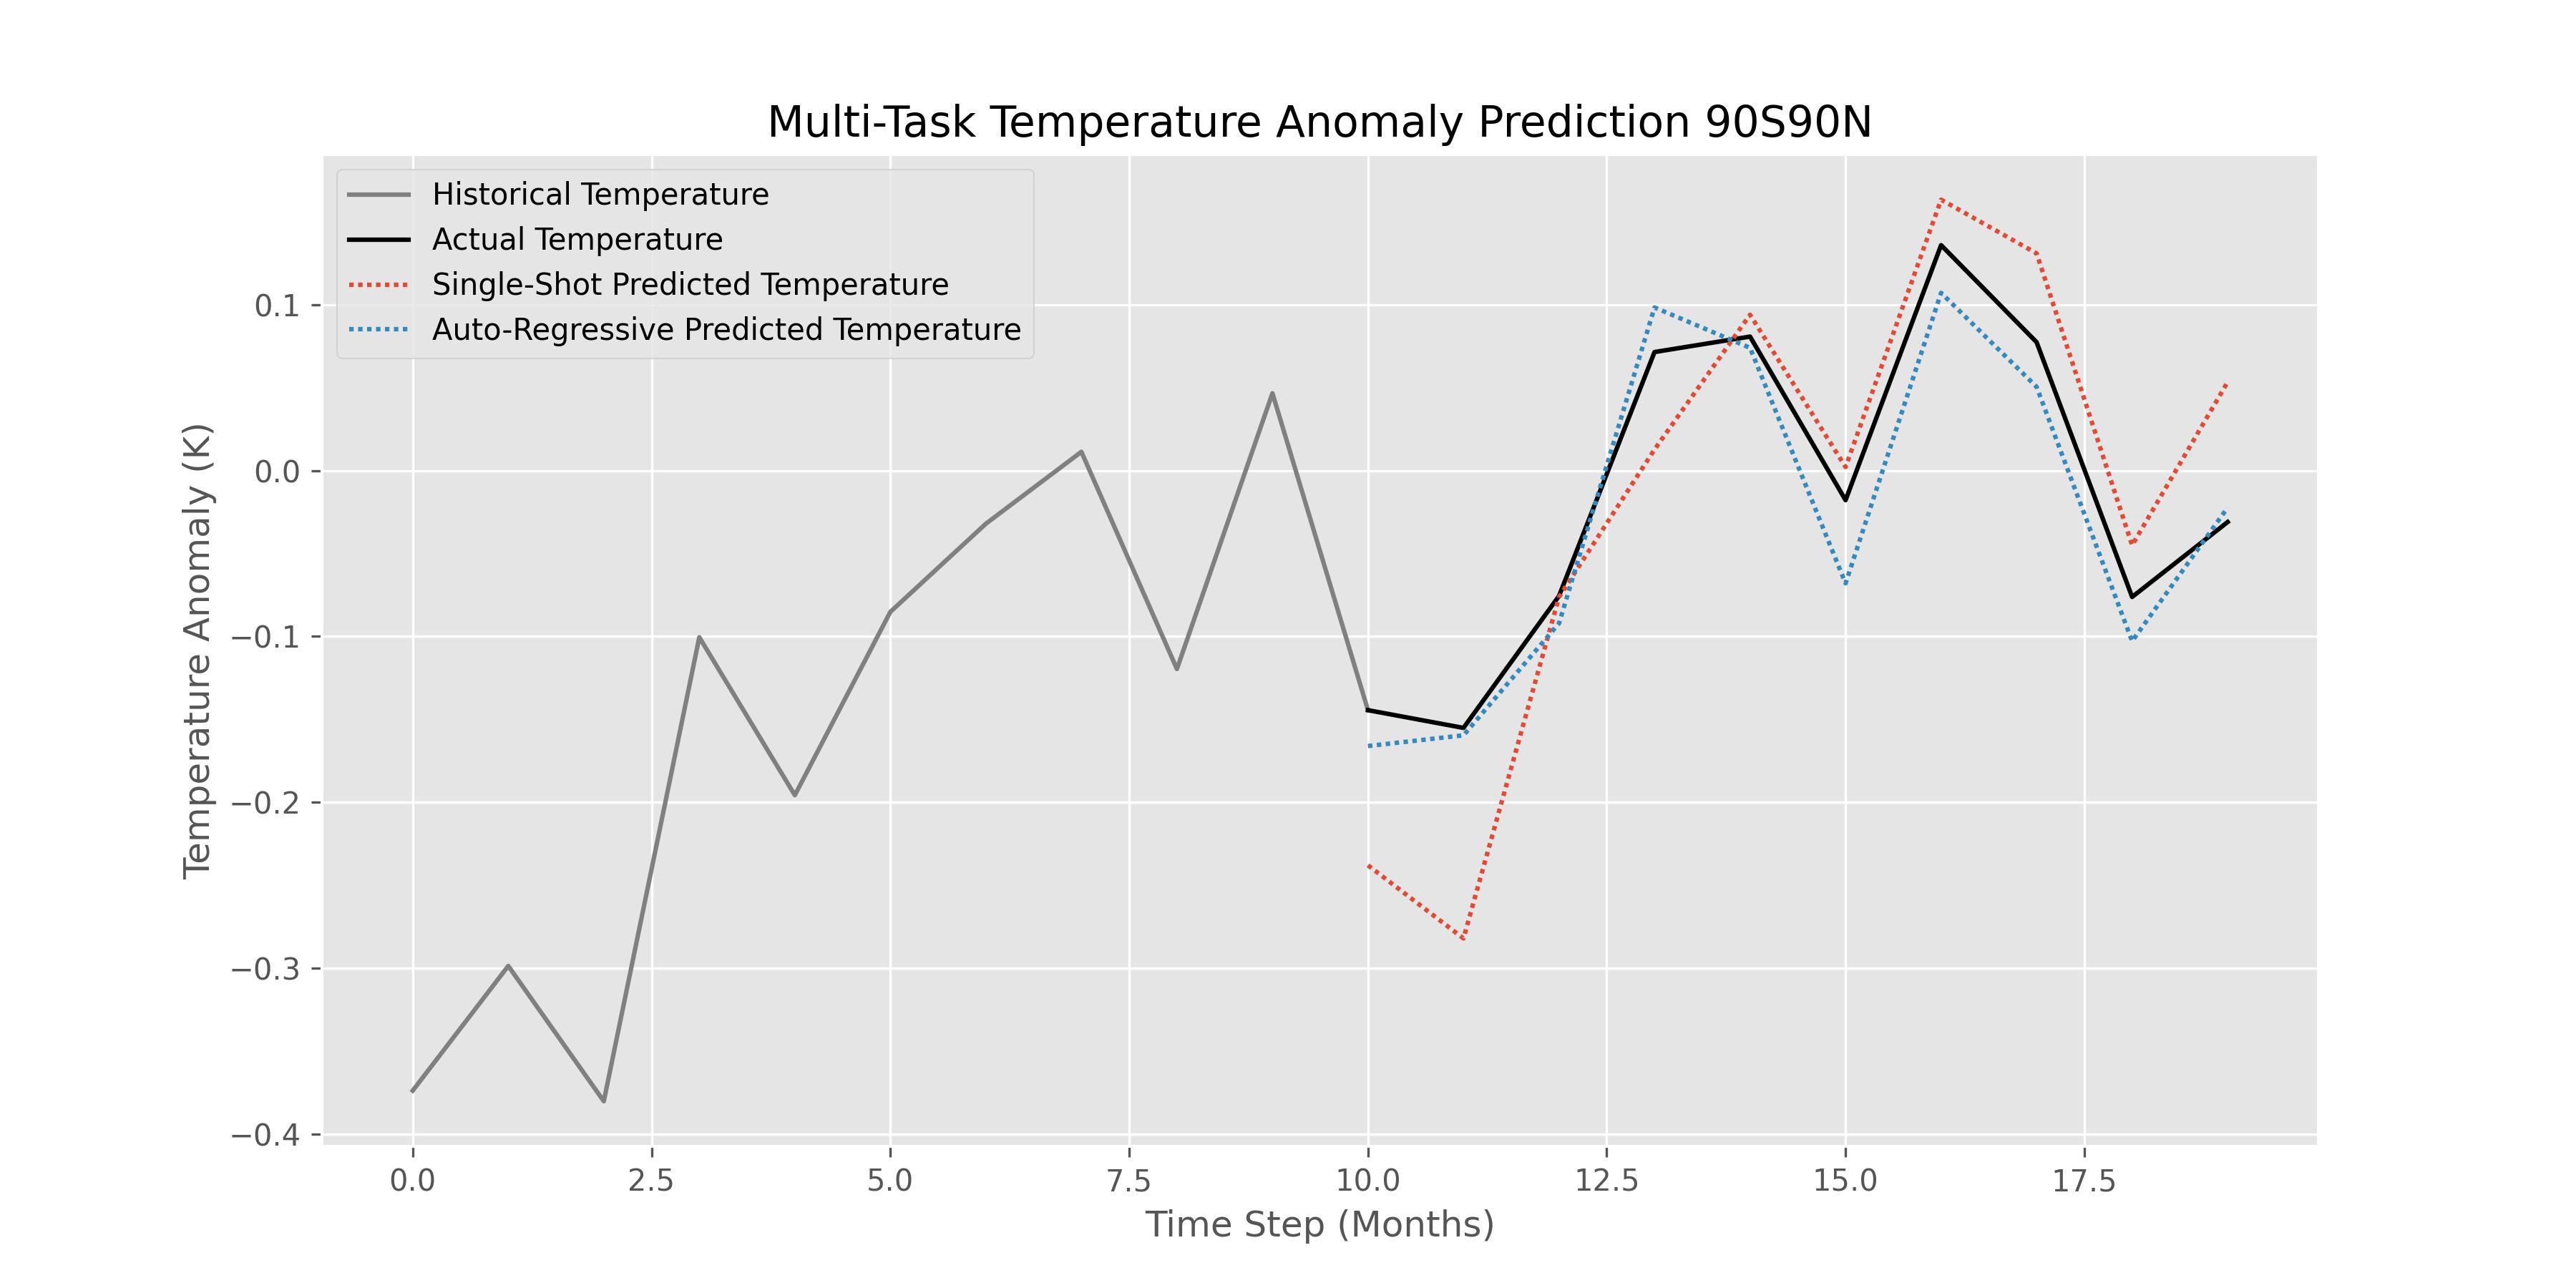 Multi-Task Temperature Anomaly Prediction 90S90N
Historical Temperature
Actual Temperature
Single-Shot Predicted Temperature
Auto-Regressive Predicted Temperature
Temperature Anomaly (K)
0.1
0.0
−0.1
−0.2
−0.3
−0.4
0.0 2.5 5.0 7.5 10.0 12.5 15.0 17.5
Time Step (Months)